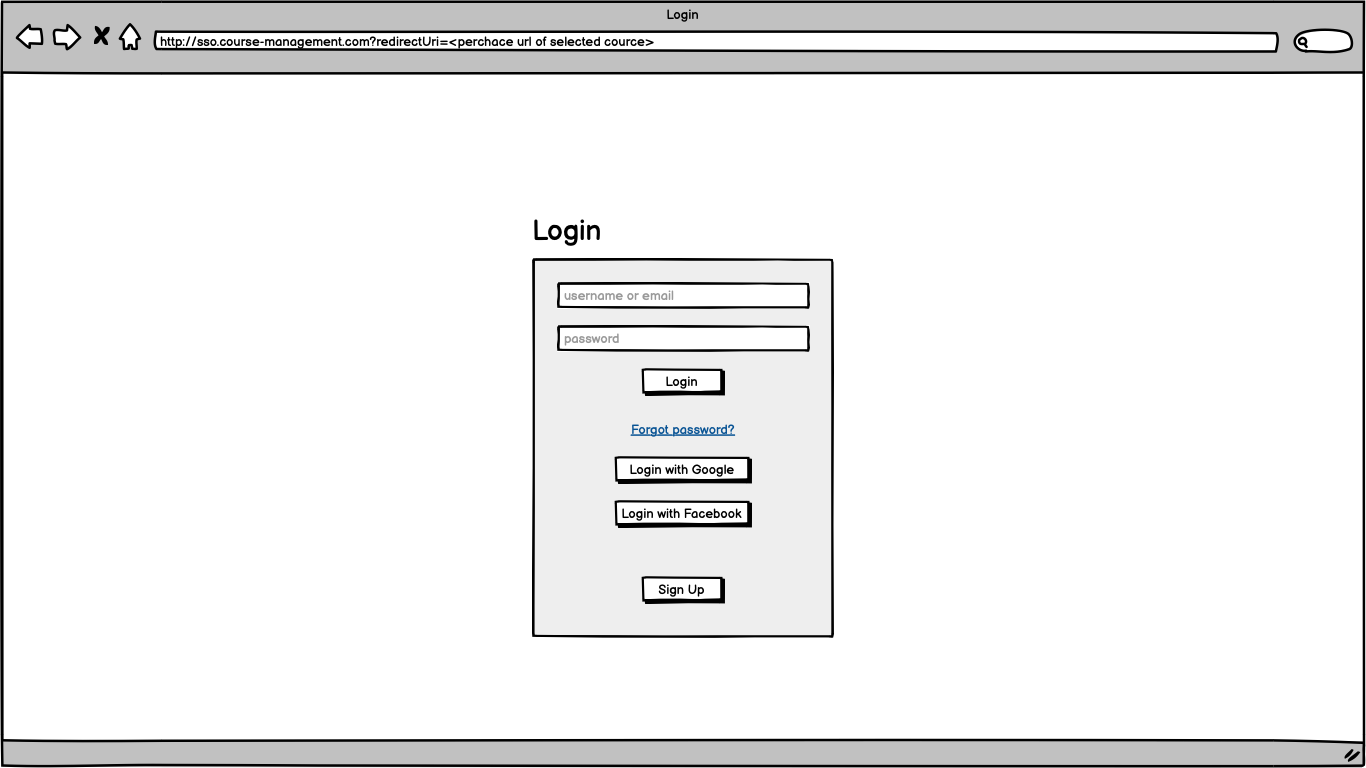 Login
http://sso.course-management.com?redirectUri=<perchace url of selected cource>
Login
username or email
password
Login
Forgot password?
Login with Google
Login with Facebook
Sign Up